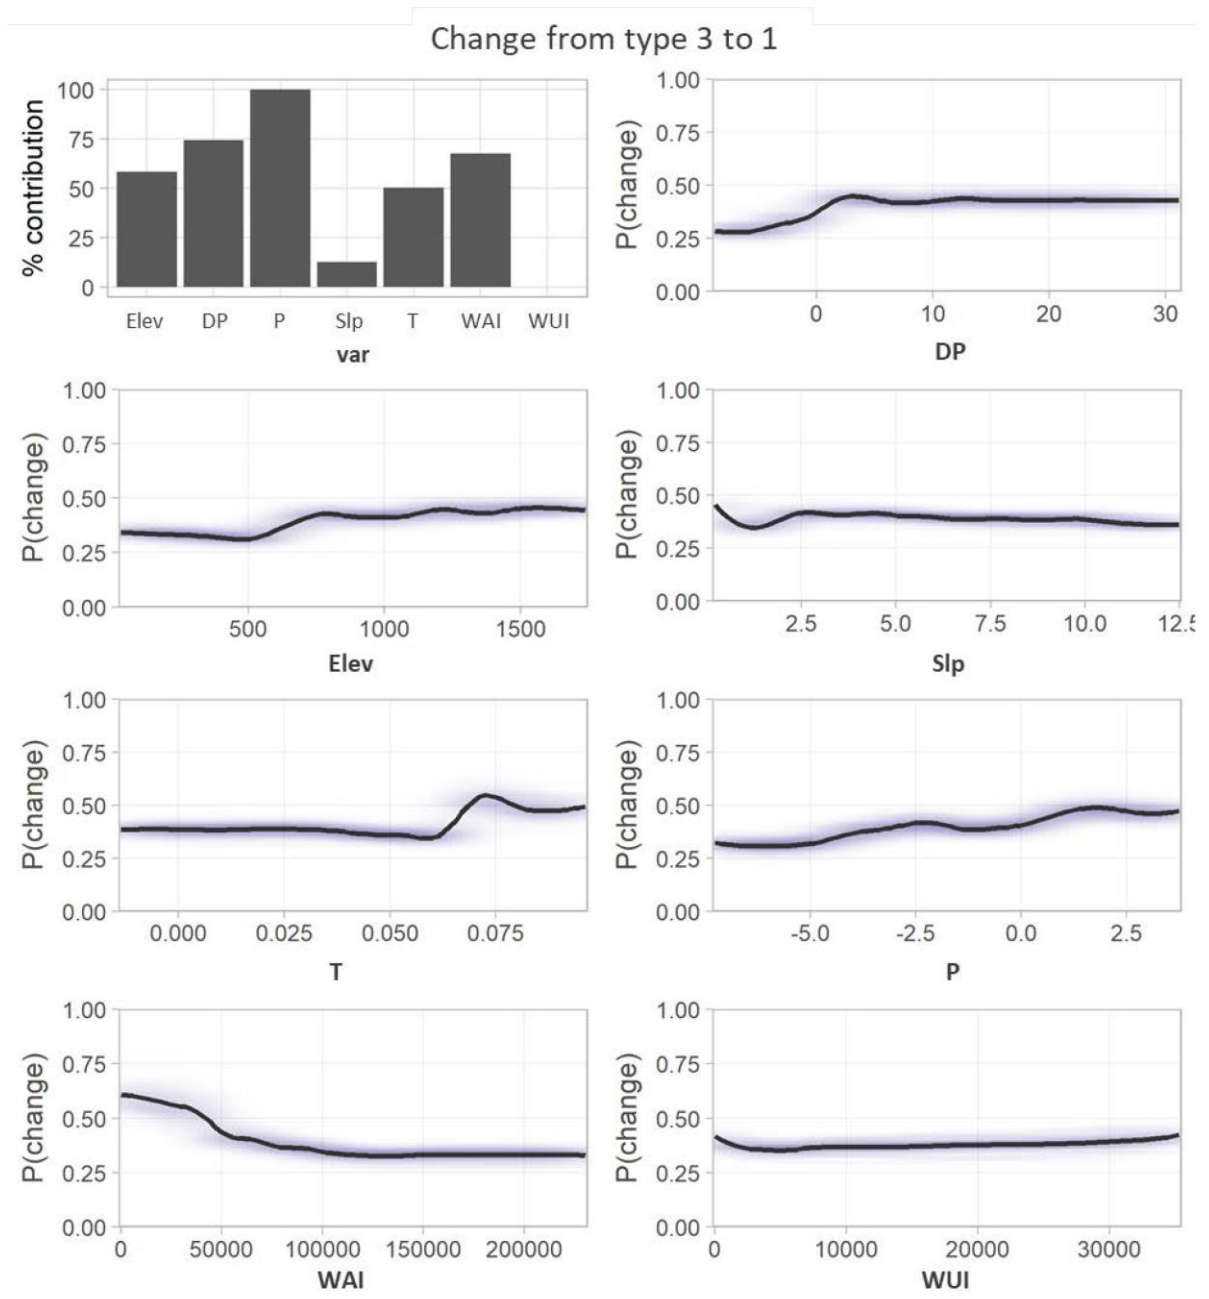 Change from type 3 to 1
% contribution
100
75
50
25
0
Elev DP P Slp T WAI WUI
var
P(change)
1.00
0.75
0.50
0.25
0.00
0 10 20 30
DP
P(change)
1.00
0.75
0.50
0.25
0.00
500 1000 1500
Elev
P(change)
1.00
0.75
0.50
0.25
0.00
2.5 5.0 7.5 10.0 12.5
Slp
P(change)
1.00
0.75
0.50
0.25
0.00
0.000 0.025 0.050 0.075
T
P(change)
1.00
0.75
0.50
0.25
0.00
-5.0 -2.5 0.0 2.5
P
P(change)
1.00
0.75
0.50
0.25
0.00
0 50000 100000 150000 200000
WAI
P(change)
1.00
0.75
0.50
0.25
0.00
0 10000 20000 30000
WUI